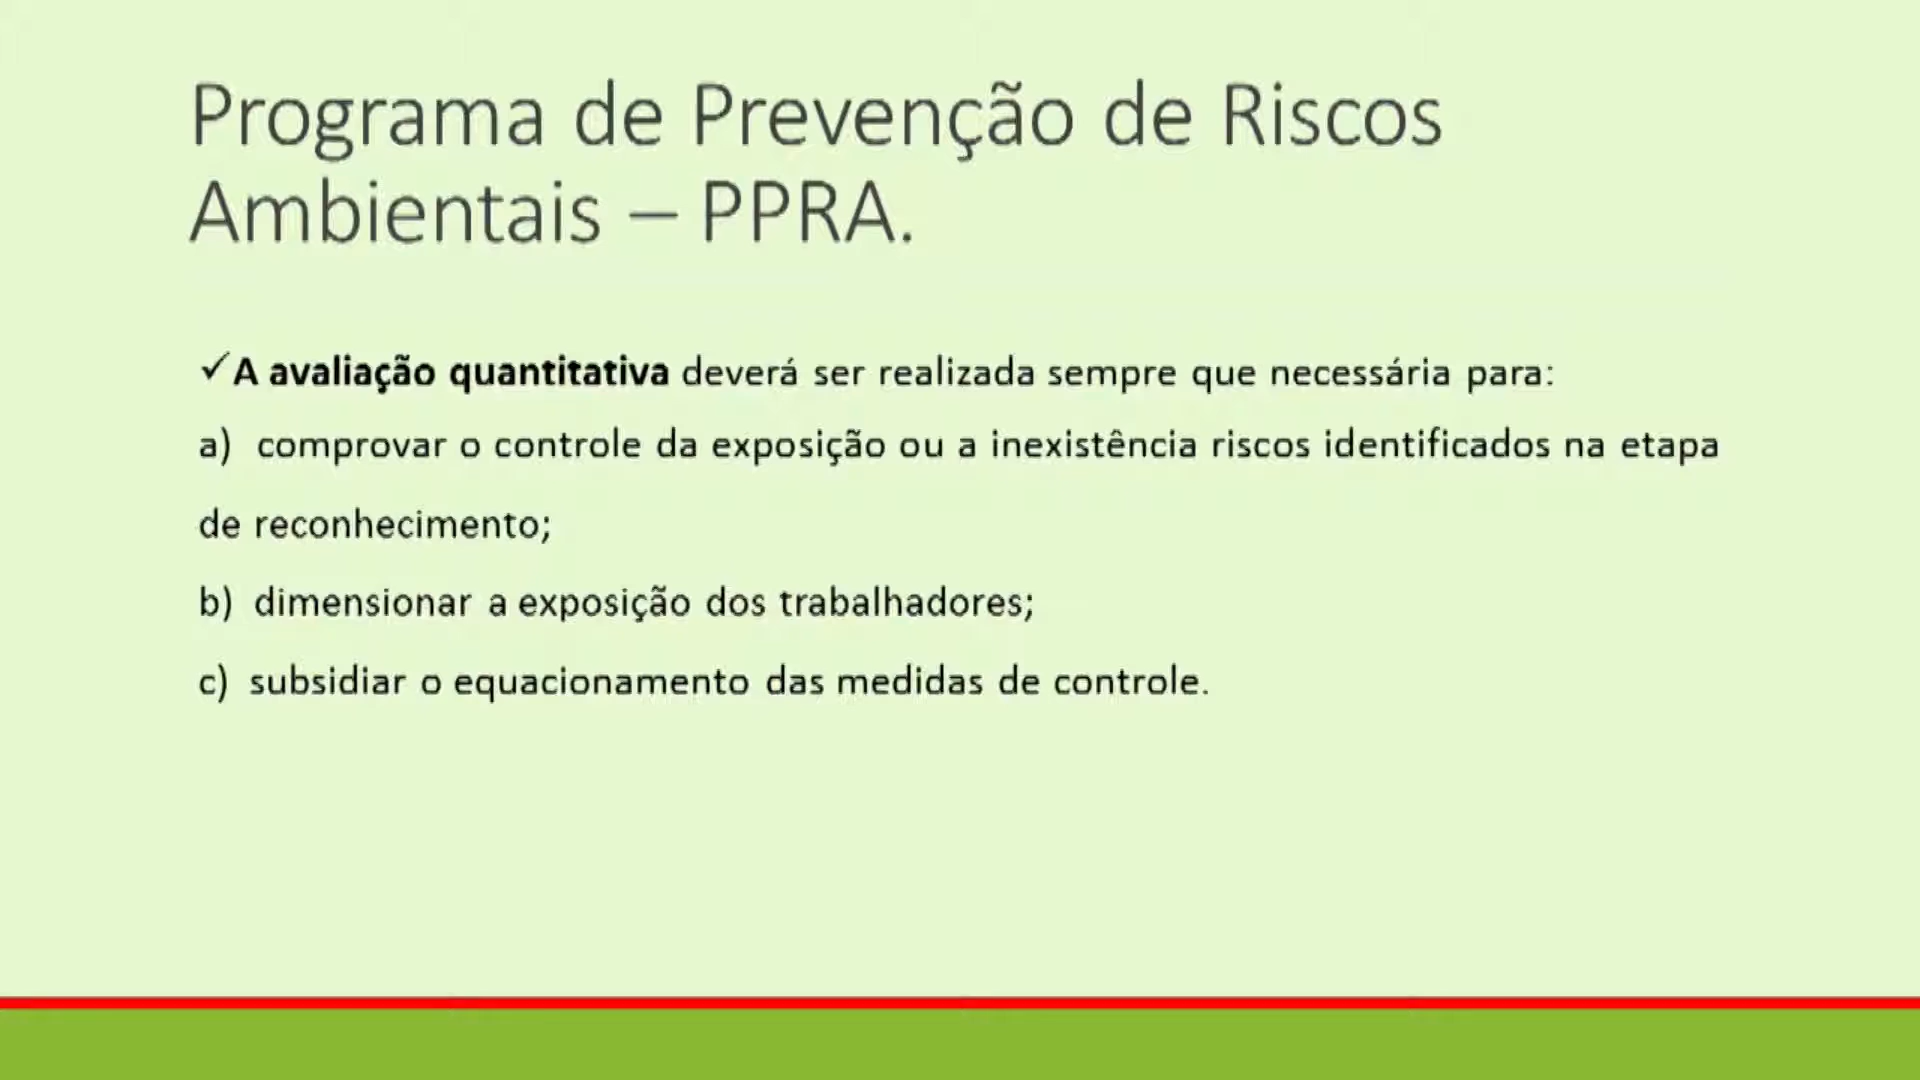 Programa de Prevenção de Riscos
Ambientais – PPRA.
✓A avaliação quantitativa deverá ser realizada sempre que necessária para:
a) comprovar o controle da exposição ou a inexistência riscos identificados na etapa
de reconhecimento;
b) dimensionar a exposição dos trabalhadores;
c) subsidiar o equacionamento das medidas de controle.